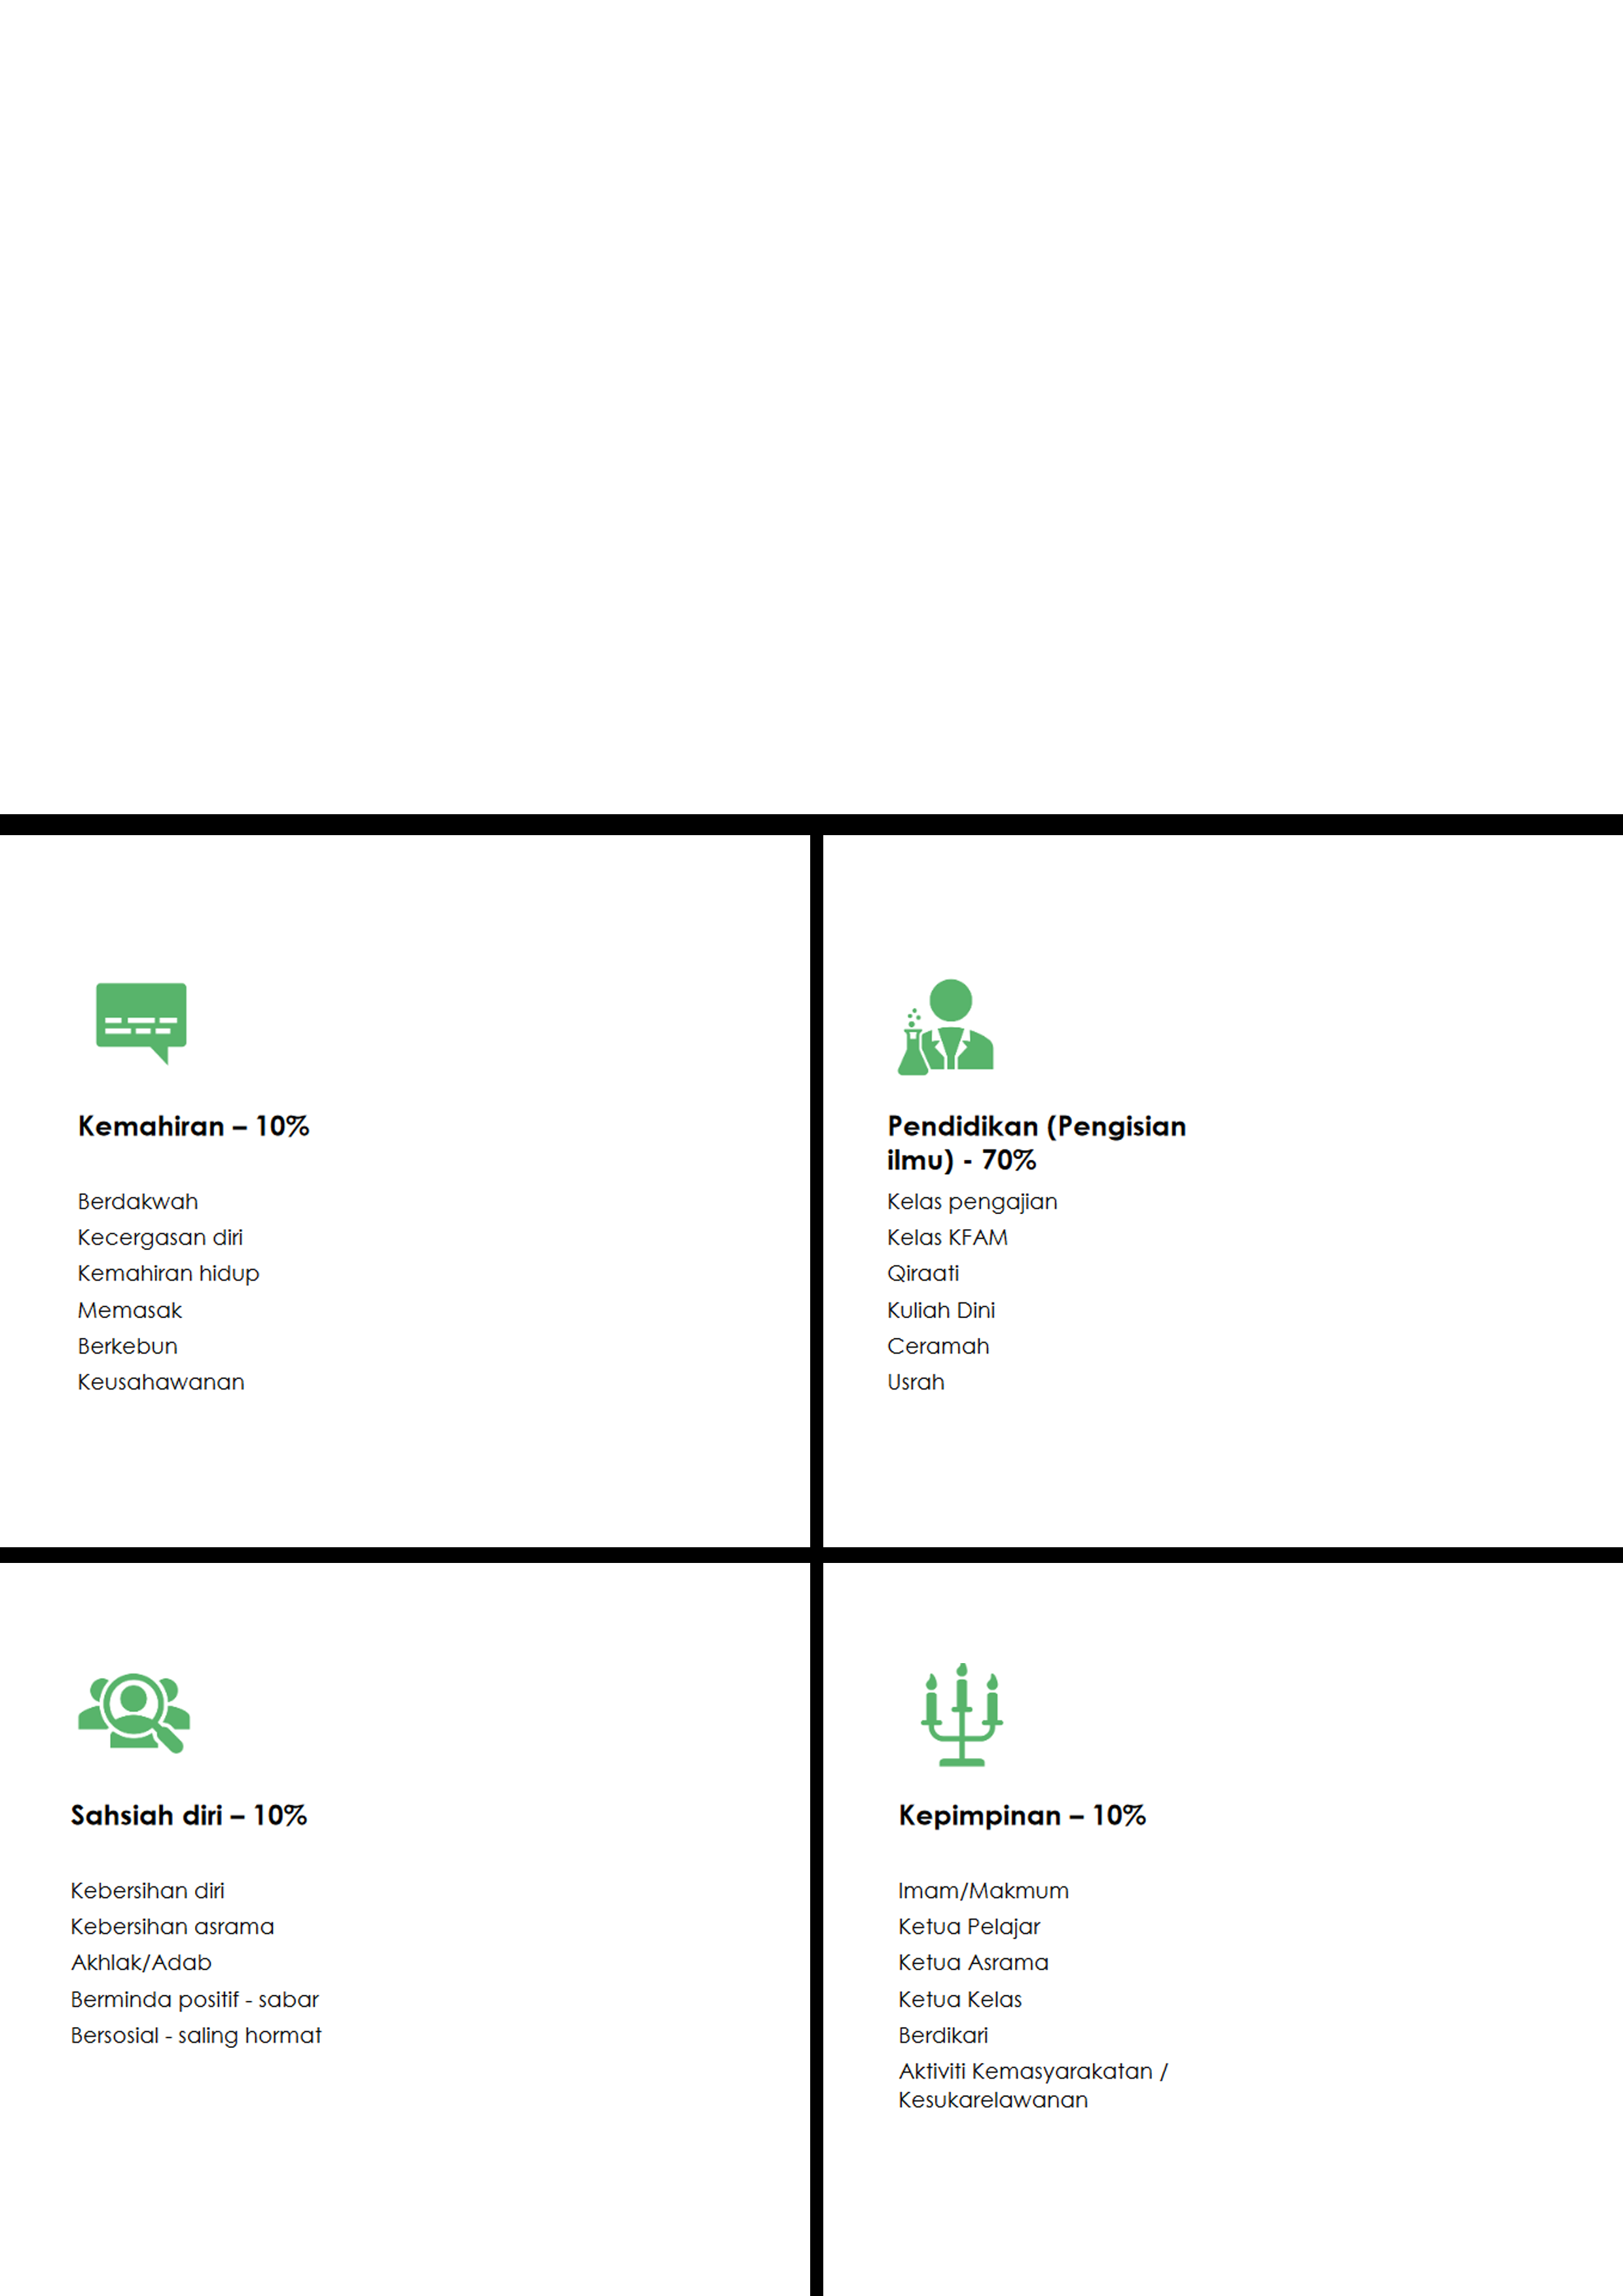 Kemahiran – 10%
Berdakwah
Kecergasan diri
Kemahiran hidup
Memasak
Berkebun
Keusahawanan
Pendidikan (Pengisian
ilmu) - 70%
Kelas pengajian
Kelas KFAM
Qiraati
Kuliah Dini
Ceramah
Usrah
Sahsiah diri – 10%
Kebersihan diri
Kebersihan asrama
Akhlak/Adab
Berminda positif - sabar
Bersosial - saling hormat
Kepimpinan – 10%
Imam/Makmum
Ketua Pelajar
Ketua Asrama
Ketua Kelas
Berdikari
Aktiviti Kemasyarakatan /
Kesukarelawanan